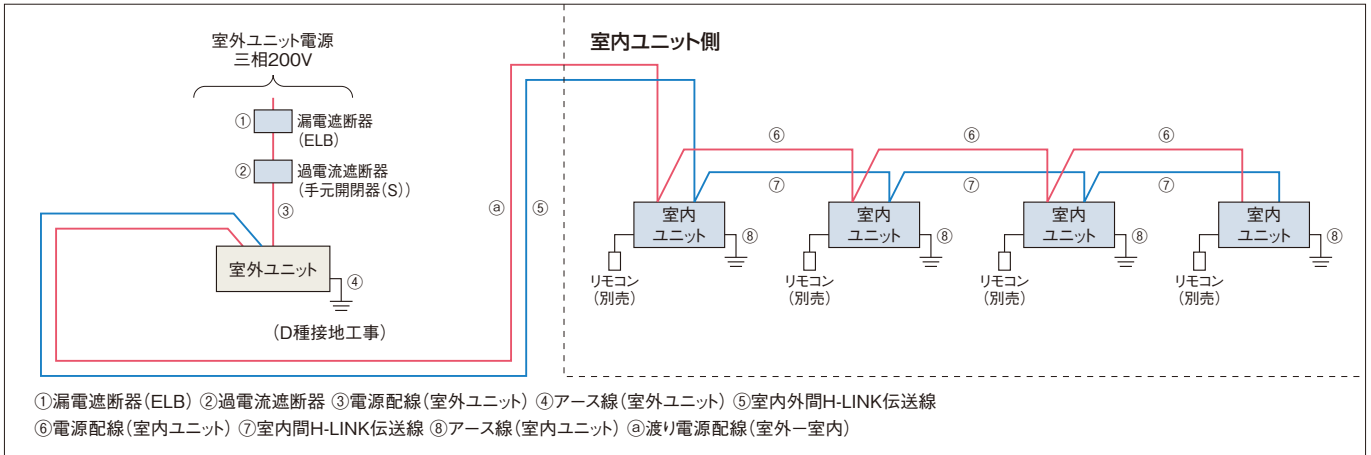 室外ユニット電源
三相200V
室内ユニット側
① 漏電遮断器
(ELB)
② 過電流遮断器
(手元開閉器(S))
③
ⓐ
⑤
⑥
⑥
⑥
⑦
⑦
⑦
室外ユニット
④
(D種接地工事)
室内
ユニット
⑧
リモコン
(別売)
室内
ユニット
⑧
リモコン
(別売)
室内
ユニット
⑧
リモコン
(別売)
室内
ユニット
⑧
リモコン
(別売)
①漏電遮断器(ELB) ②過電流遮断器 ③電源配線(室外ユニット) ④アース線(室外ユニット) ⑤室内外間H-LINK伝送線
⑥電源配線(室内ユニット) ⑦室内間H-LINK伝送線 ⑧アース線(室内ユニット) ⓐ渡り電源配線(室外ー室内)